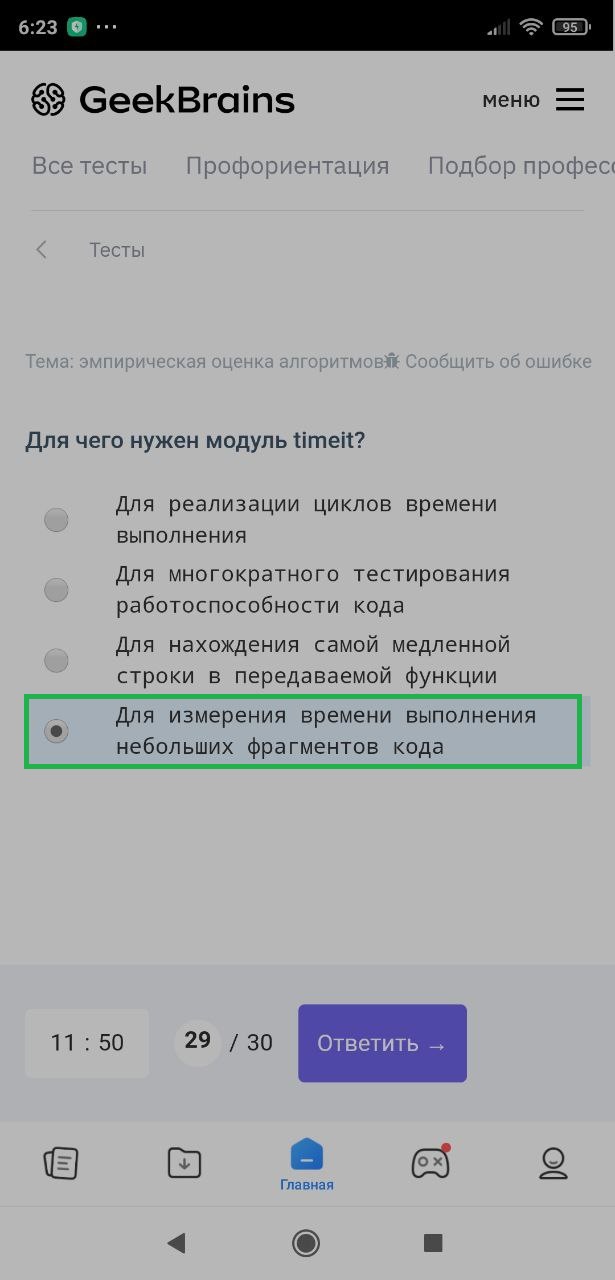 6:23 ... 95
GeekBrains меню
Все тесты Профориентация Подбор професс
Тесты
Тема: эмпирическая оценка алгоритмов Сообщить об ошибке
Для чего нужен модуль timeit?
Для реализации циклов времени
выполнения
Для многократного тестирования
работоспособности кода
Для нахождения самой медленной
строки в передаваемой функции
Для измерения времени выполнения
небольших фрагментов кода
11 : 50 29 / 30 Ответить →
Главная